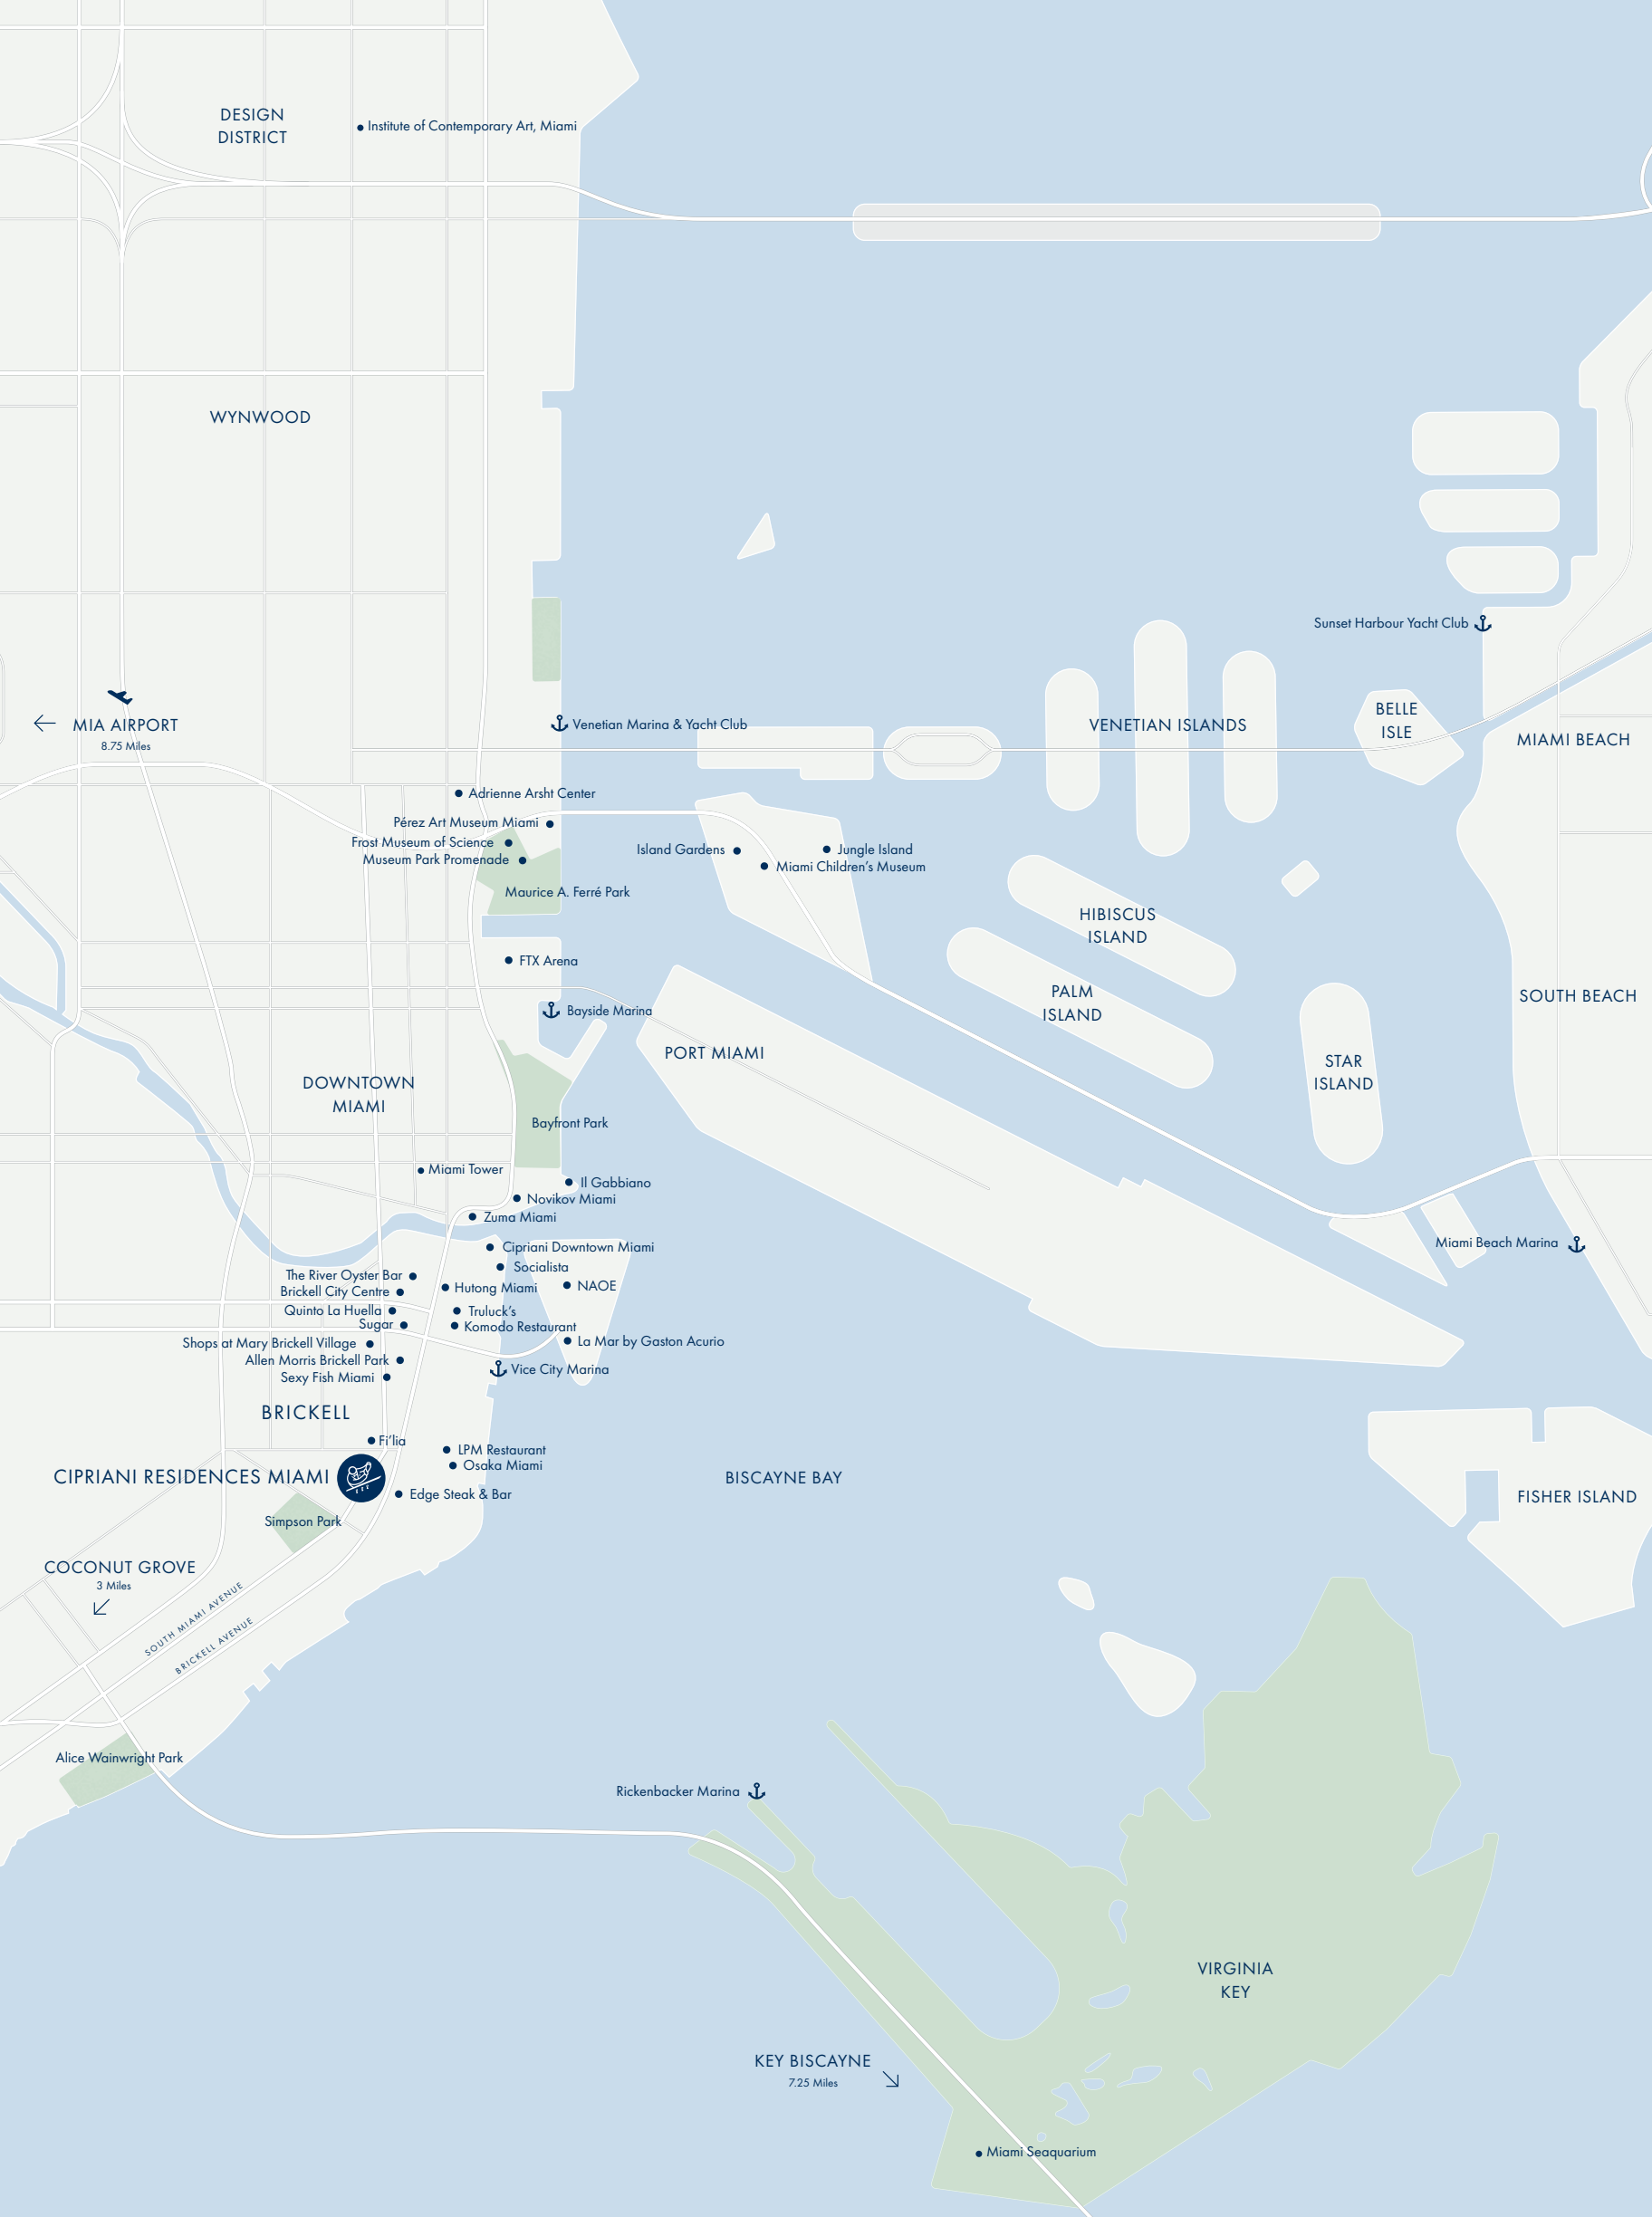 DESIGN
DISTRICT
Institute of Contemporary Art, Miami
WYNWOOD
Sunset Harbour Yacht Club
MIA AIRPORT
8.75 Miles
Venetian Marina & Yacht Club
VENETIAN ISLANDS
BELLE
ISLE
MIAMI BEACH
Adrienne Arsht Center
Pérez Art Museum Miami
Frost Museum of Science
Museum Park Promenade
Island Gardens
Jungle Island
Miami Children’s Museum
Maurice A. Ferré Park
HIBISCUS
ISLAND
FTX Arena
PALM
ISLAND
SOUTH BEACH
Bayside Marina
PORT MIAMI
STAR
ISLAND
DOWNTOWN
MIAMI
Bayfront Park
Miami Tower
Il Gabbiano
Novikov Miami
Zuma Miami
Miami Beach Marina
Cipriani Downtown Miami
Socialista
The River Oyster Bar
Brickell City Centre
Hutong Miami
NAOE
Quinto La Huella
Truluck’s
Sugar
Komodo Restaurant
Shops at Mary Brickell Village
La Mar by Gaston Acurio
Allen Morris Brickell Park
Vice City Marina
Sexy Fish Miami
BRICKELL
Fi’lia
LPM Restaurant
Osaka Miami
CIPRIANI RESIDENCES MIAMI
BISCAYNE BAY
Edge Steak & Bar
FISHER ISLAND
Simpson Park
COCONUT GROVE
3 Miles
SOUTH MIAMI AVENUE
BRICKELL AVENUE
Alice Wainwright Park
Rickenbacker Marina
VIRGINIA
KEY
KEY BISCAYNE
7.25 Miles
Miami Seaquarium